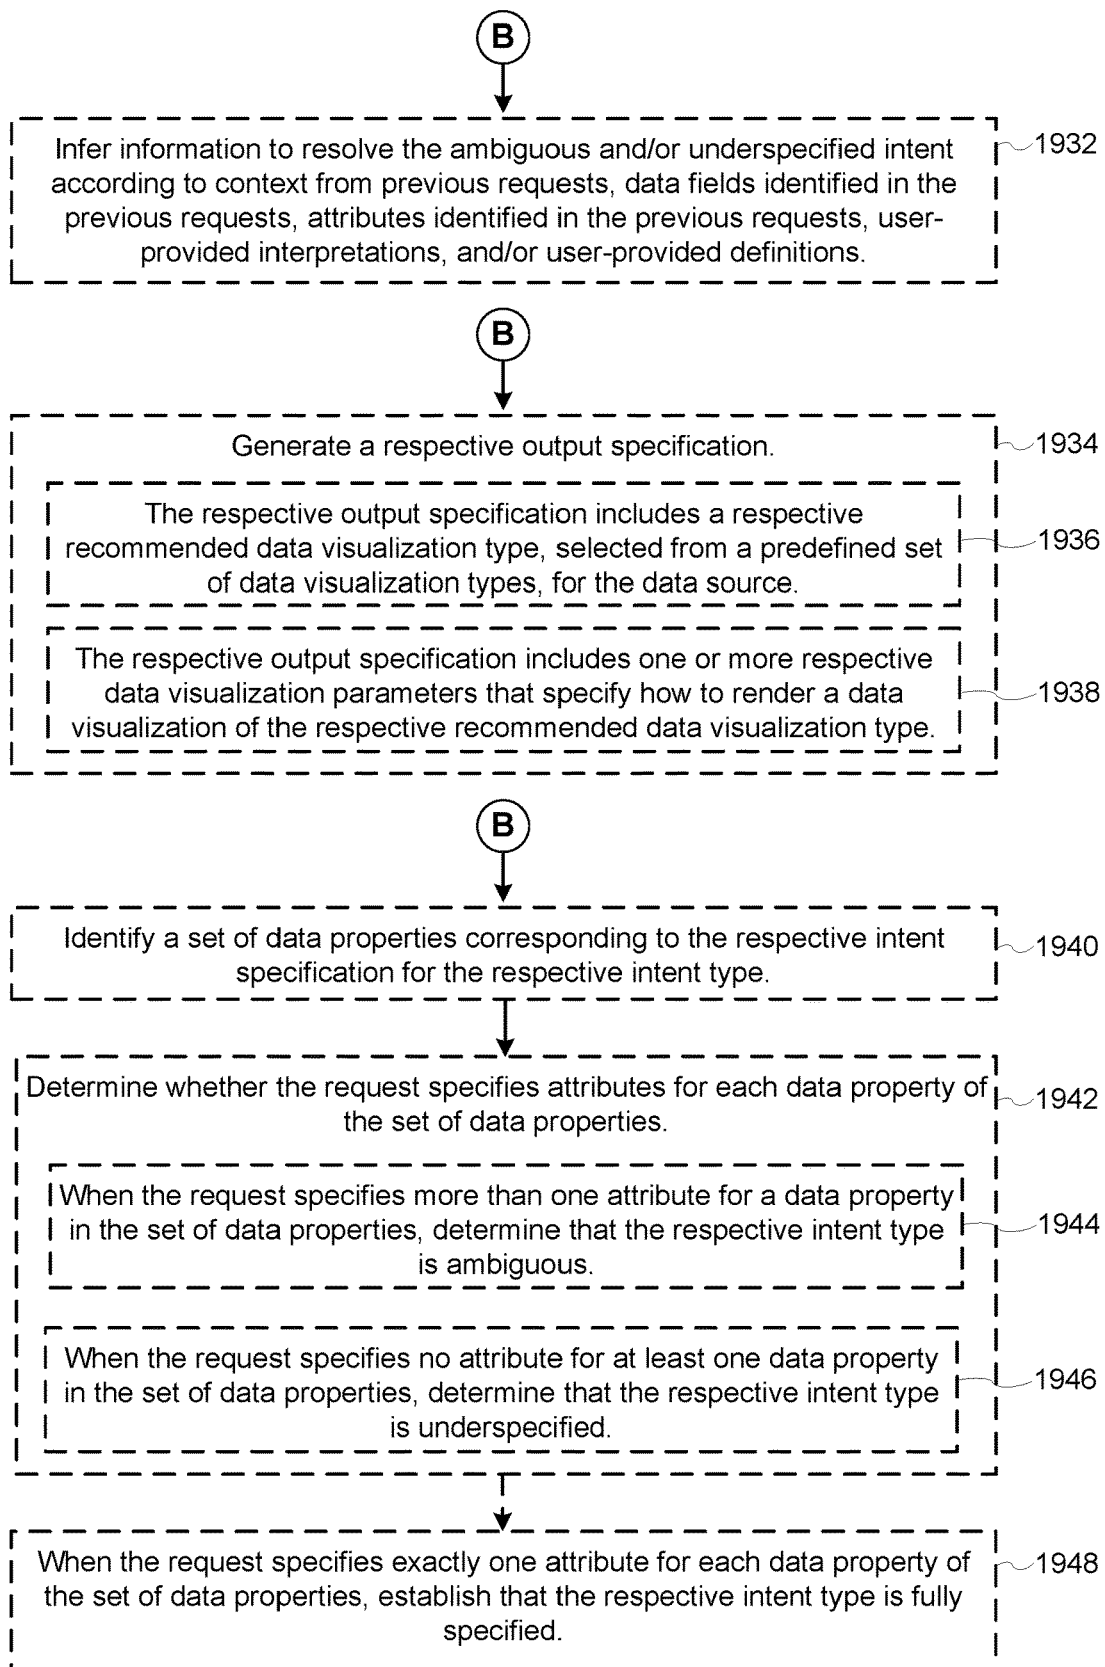 B
Infer information to resolve the ambiguous and/or underspecified intent
according to context from previous requests, data fields identified in the
previous requests, attributes identified in the previous requests, user-
provided interpretations, and/or user-provided definitions.
1932
B
Generate a respective output specification.
1934
The respective output specification includes a respective
recommended data visualization type, selected from a predefined set
of data visualization types, for the data source.
1936
The respective output specification includes one or more respective
data visualization parameters that specify how to render a data
visualization of the respective recommended data visualization type.
1938
B
Identify a set of data properties corresponding to the respective intent
specification for the respective intent type.
1940
Determine whether the request specifies attributes for each data property of
the set of data properties.
1942
When the request specifies more than one attribute for a data property
in the set of data properties, determine that the respective intent type
is ambiguous.
1944
When the request specifies no attribute for at least one data property
in the set of data properties, determine that the respective intent type
is underspecified.
1946
When the request specifies exactly one attribute for each data property of
the set of data properties, establish that the respective intent type is fully
specified.
1948